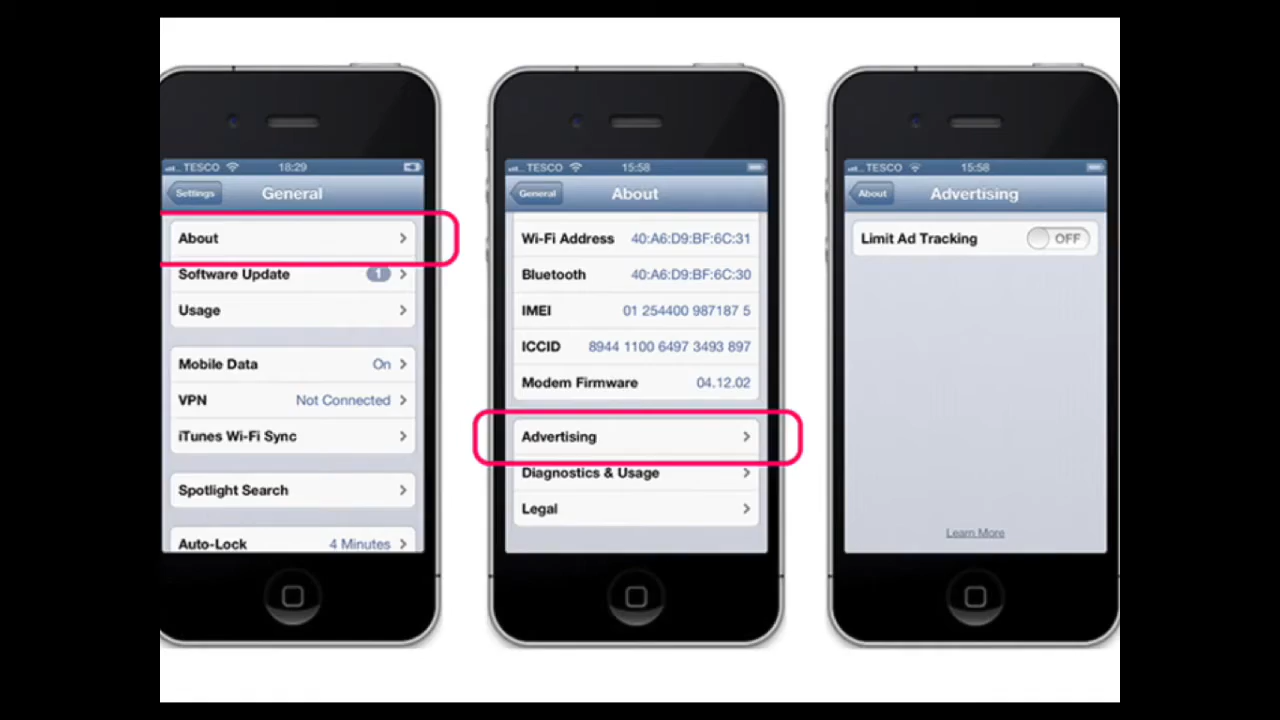 TESCO 18:29
Settings General
About
Software Update 1
Usage
Mobile Data On
VPN Not Connected
iTunes Wi-Fi Sync
Spotlight Search
Auto-Lock 4 Minutes
TESCO 15:58
General About
Wi-Fi Address 40:A6:D9:BF:6C:31
Bluetooth 40:A6:D9:BF:6C:30
IMEI 01 254400 987187 5
ICCID 8944 1100 6497 3493 897
Modem Firmware 04.12.02
Advertising
Diagnostics & Usage
Legal
TESCO 15:58
About Advertising
Limit Ad Tracking OFF
Learn More